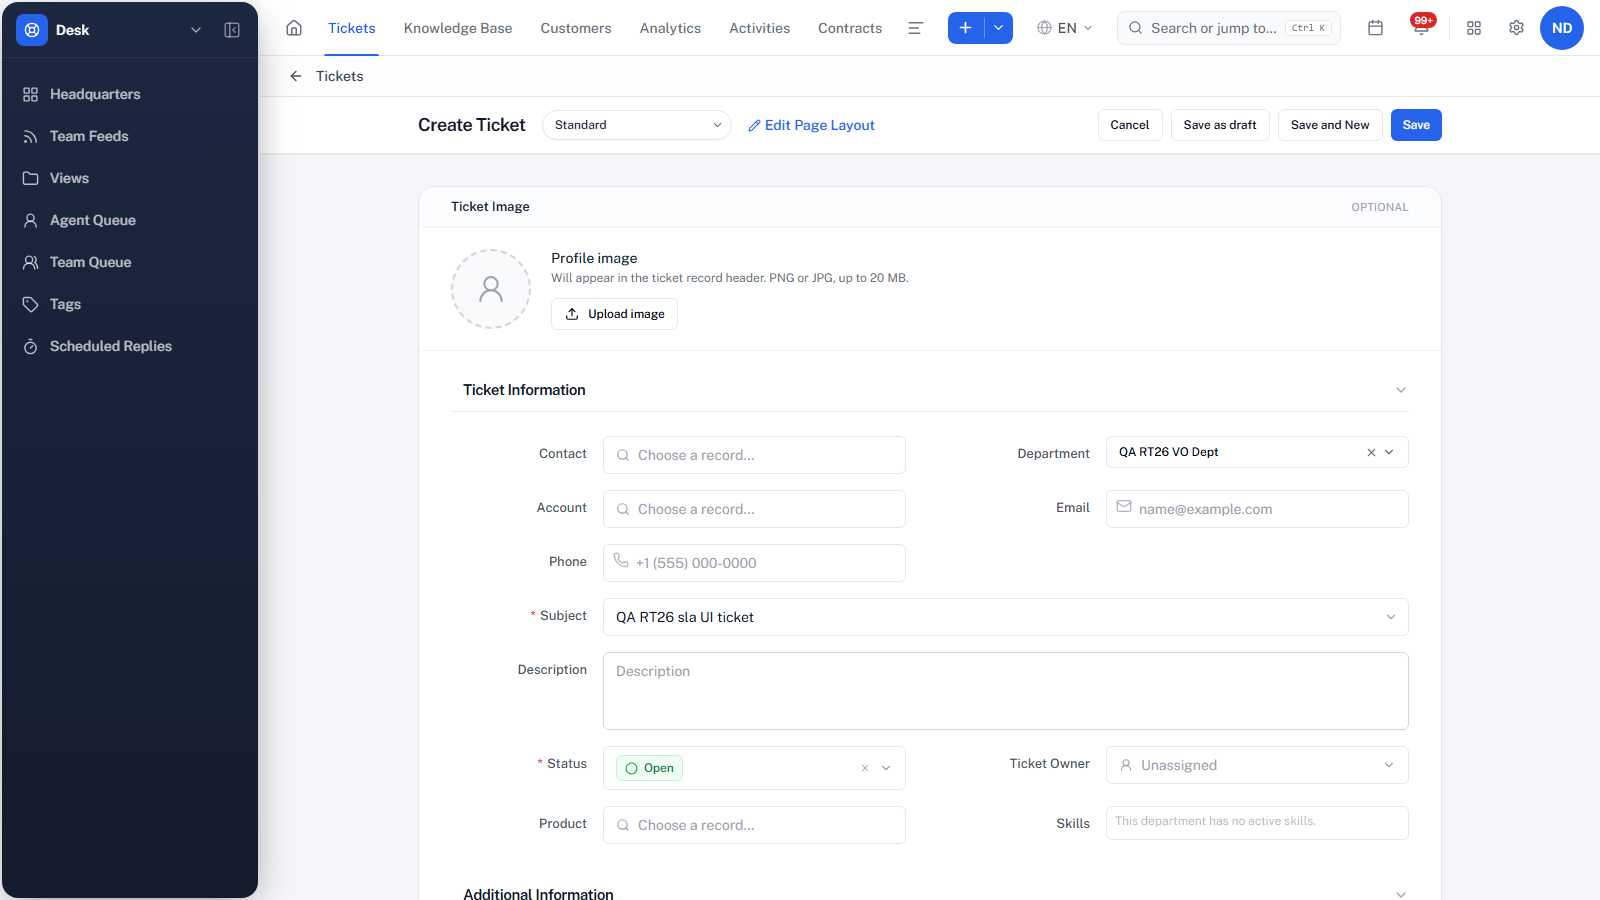 Desk
Headquarters
Team Feeds
Views
Agent Queue
Team Queue
Tags
Scheduled Replies
Tickets
Knowledge Base
Customers
Analytics
Activities
Contracts
EN
Search or jump to...
Ctrl K
99+
ND
Tickets
Create Ticket
Standard
Edit Page Layout
Cancel
Save as draft
Save and New
Save
Ticket Image
OPTIONAL
Profile image
Will appear in the ticket record header. PNG or JPG, up to 20 MB.
Upload image
Ticket Information
Contact
Choose a record...
Department
QA RT26 VO Dept
Account
Choose a record...
Email
name@example.com
Phone
+1 (555) 000-0000
* Subject
QA RT26 sla UI ticket
Description
Description
* Status
Open
Ticket Owner
Unassigned
Product
Choose a record...
Skills
This department has no active skills.
Additional Information